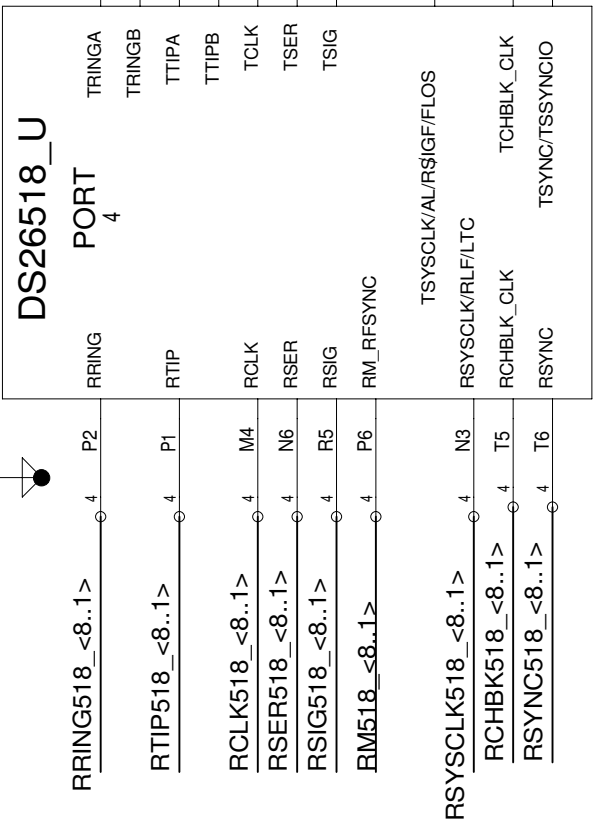 DS26518_U
PORT
4
TRINGA
TRINGB
TTIPA
TTIPB
TCLK
TSER
TSIG
TSYSCLK/AL/RSIGF/FLOS
TCHBLK_CLK
TSYNC/TSSYNCIO
RRING
RTIP
RCLK
RSER
RSIG
RM_RFSYNC
RSYSCLK/RLF/LTC
RCHBLK_CLK
RSYNC
RRING518_<8..1> 4 P2
RTIP518_<8..1> 4 P1
RCLK518_<8..1> 4 M4
RSER518_<8..1> 4 N6
RSIG518_<8..1> 4 R5
RM518_<8..1> 4 P6
RSYSCLK518_<8..1> 4 N3
RCHBK518_<8..1> 4 T5
RSYNC518_<8..1> 4 T6